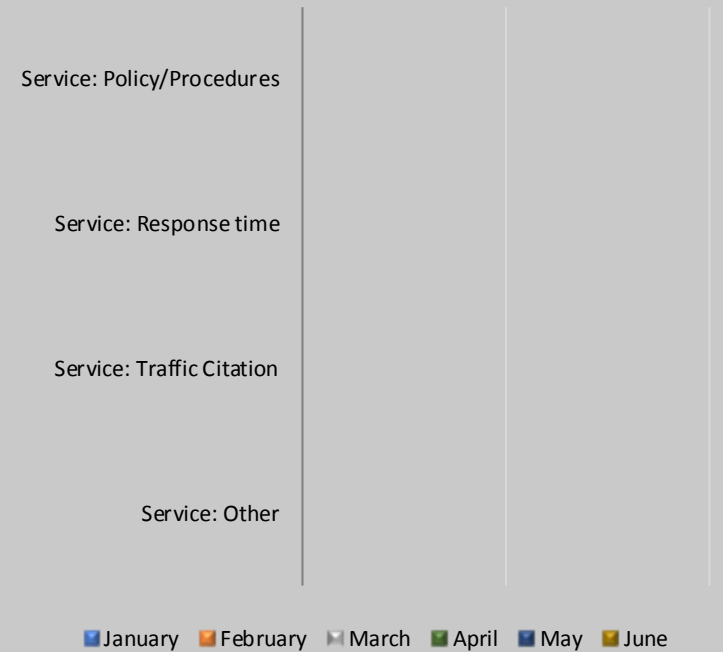 Service: Policy/Procedures
Service: Response time
Service: Traffic Citation
Service: Other
January February March April May June